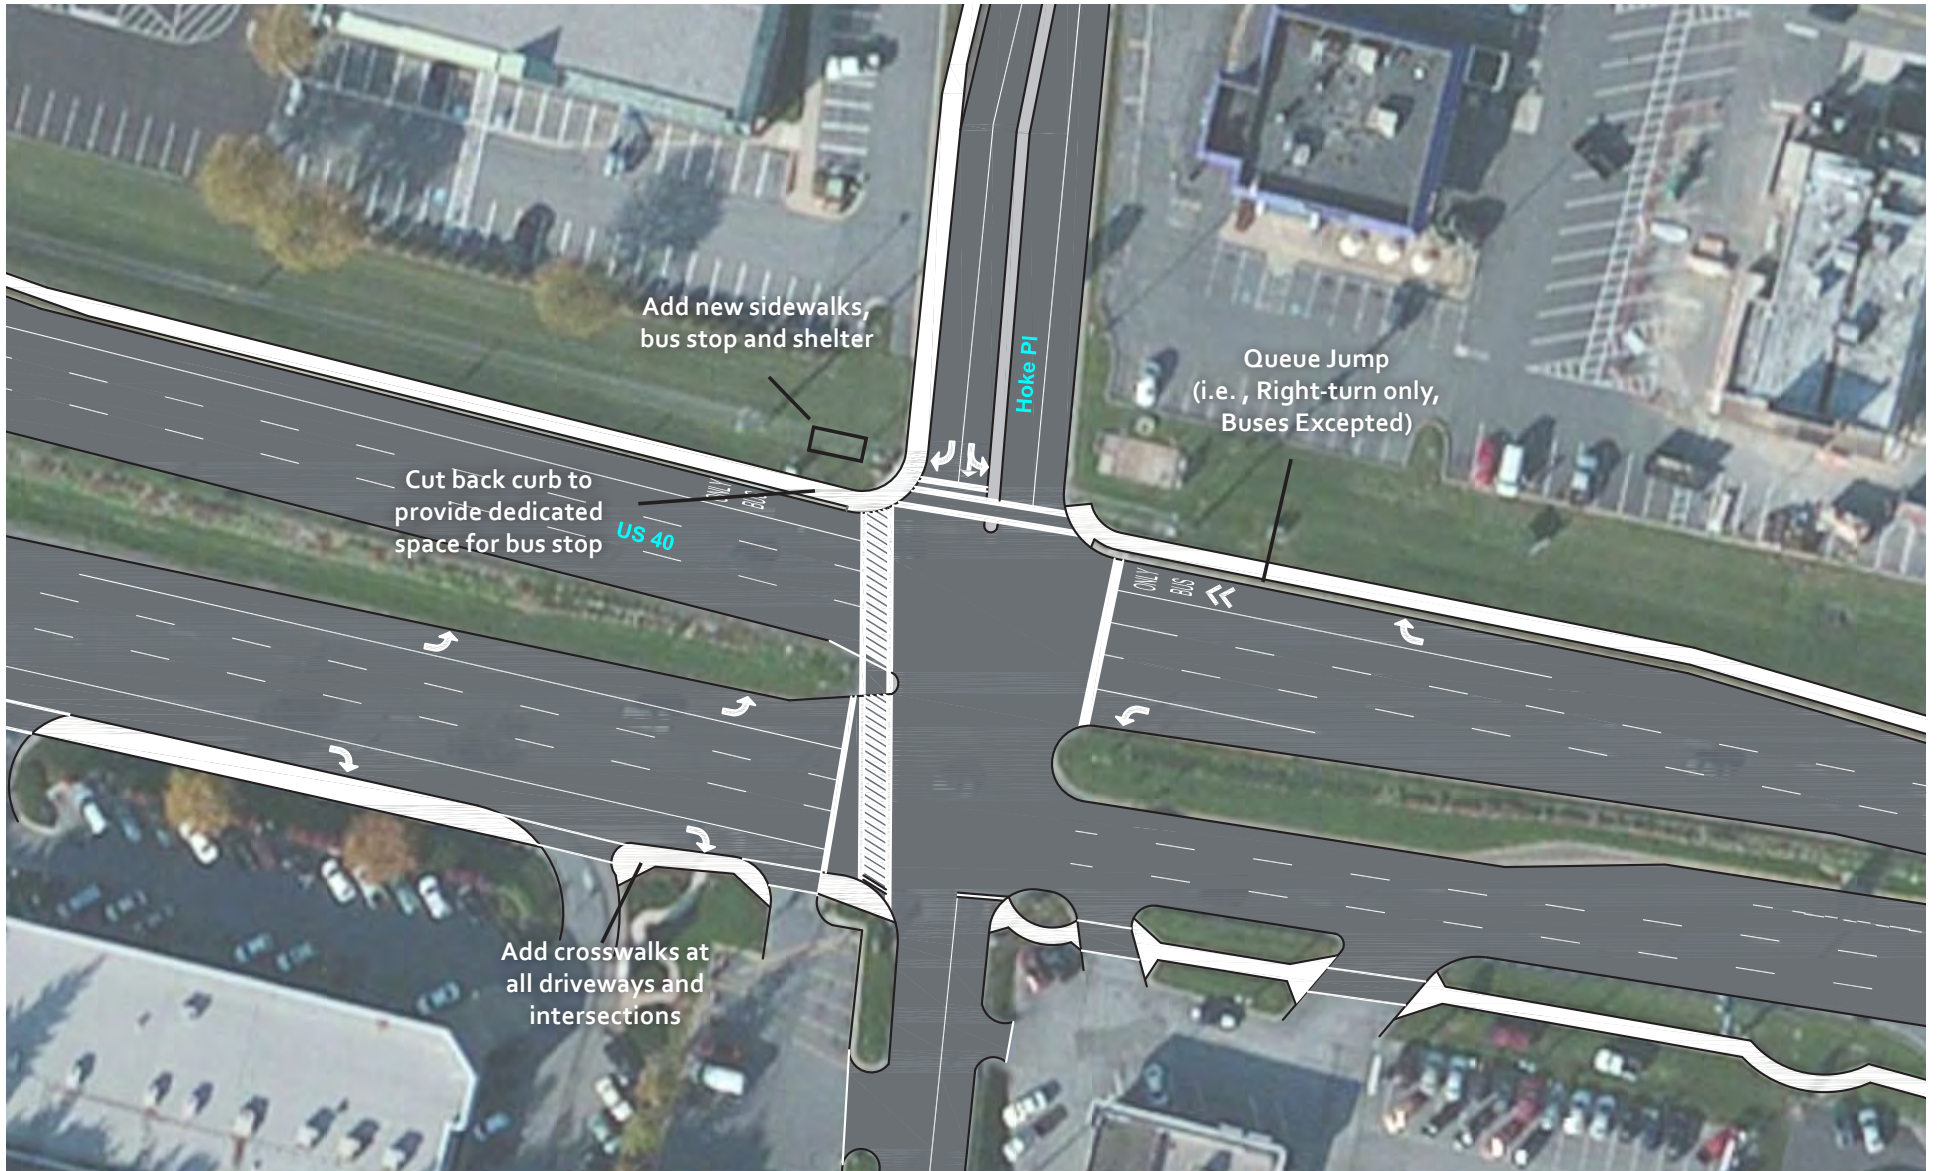 Add new sidewalks,
bus stop and shelter
Hoke Pl
Queue Jump
(i.e. , Right-turn only,
Buses Excepted)
Cut back curb to
provide dedicated
space for bus stop
US 40
ONLY
BUS
ONLY
BUS
Add crosswalks at
all driveways and
intersections